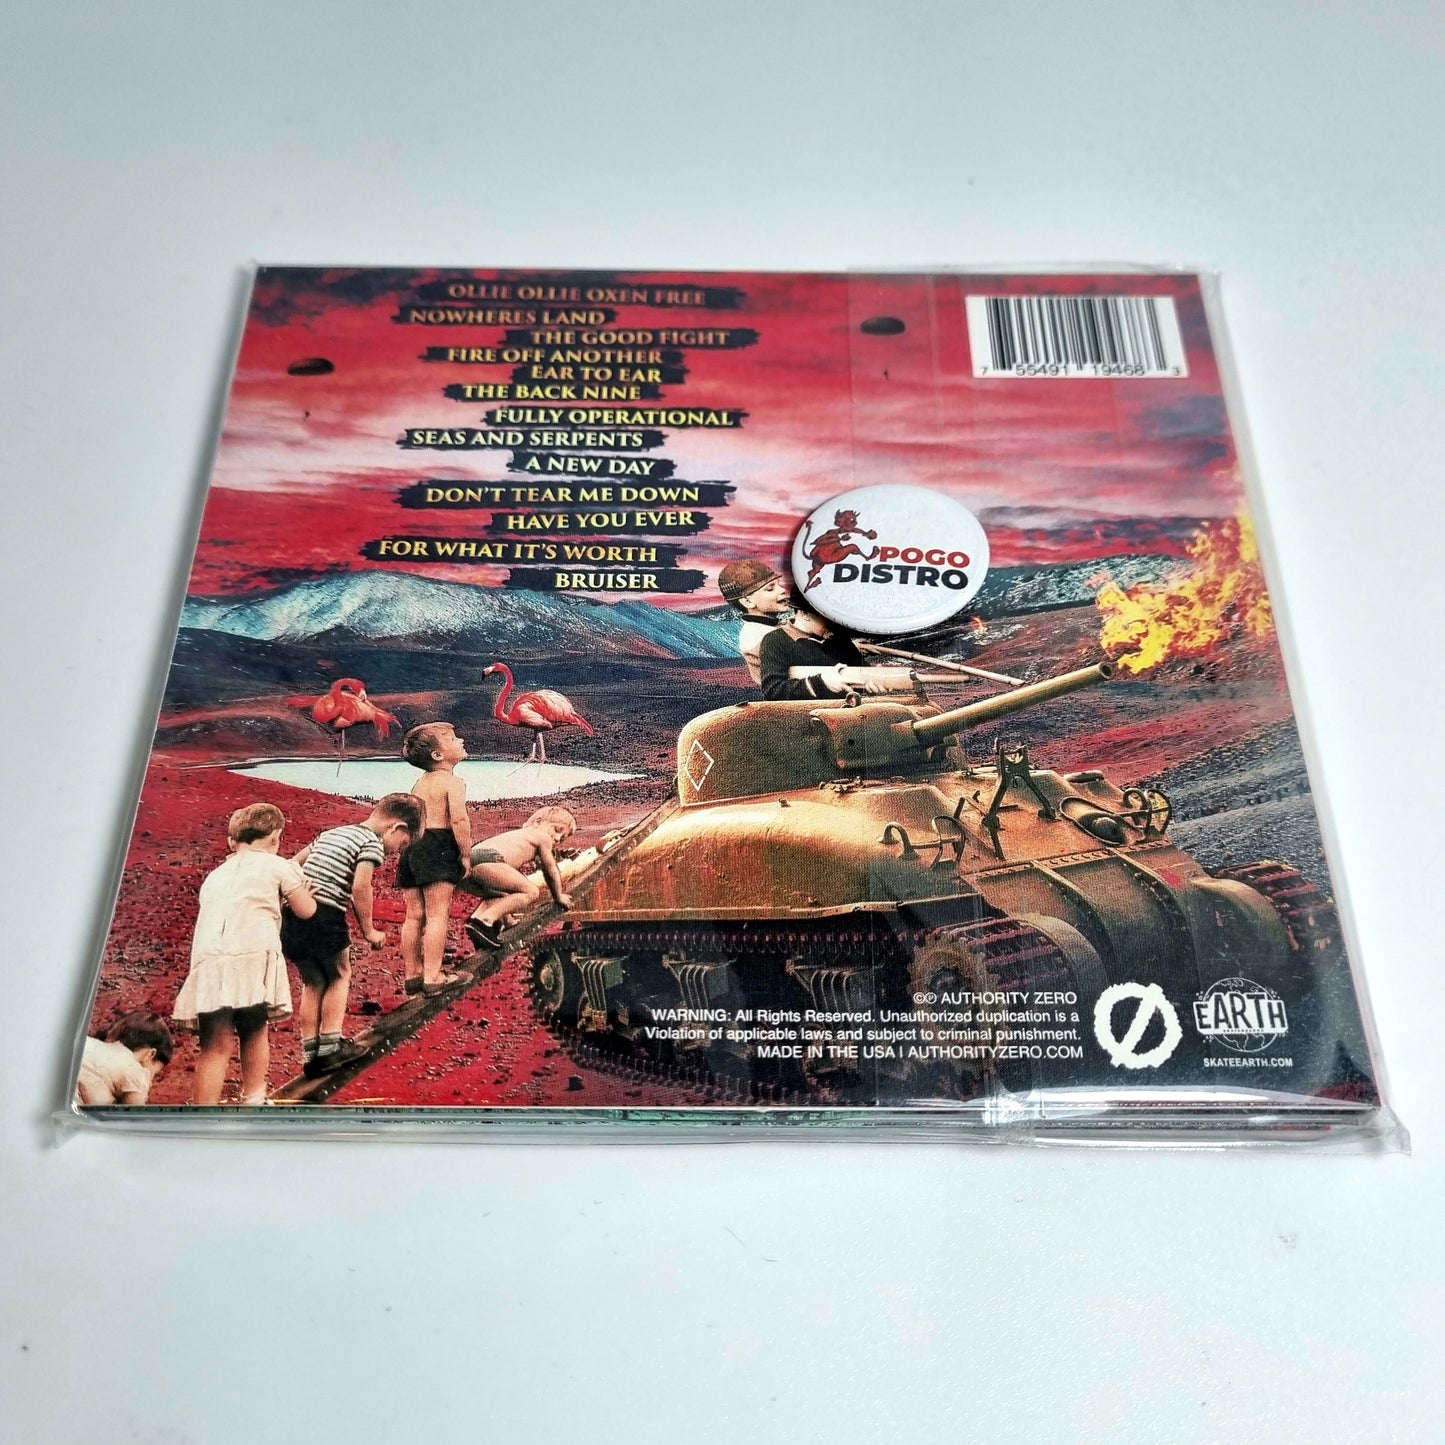 OLLIE OLLIE OXEN FREE
NOWHERES LAND
THE GOOD FIGHT
FIRE OFF ANOTHER
EAR TO EAR
THE BACK NINE
FULLY OPERATIONAL
SEAS AND SERPENTS
A NEW DAY
DON'T TEAR ME DOWN
HAVE YOU EVER
FOR WHAT IT'S WORTH
BRUISER
7 55491 19468 3
POGO
DISTRO
©℗ AUTHORITY ZERO
WARNING: All Rights Reserved. Unauthorized duplication is a
Violation of applicable laws and subject to criminal punishment.
MADE IN THE USA | AUTHORITYZERO.COM
EARTH
SKATEEARTH.COM